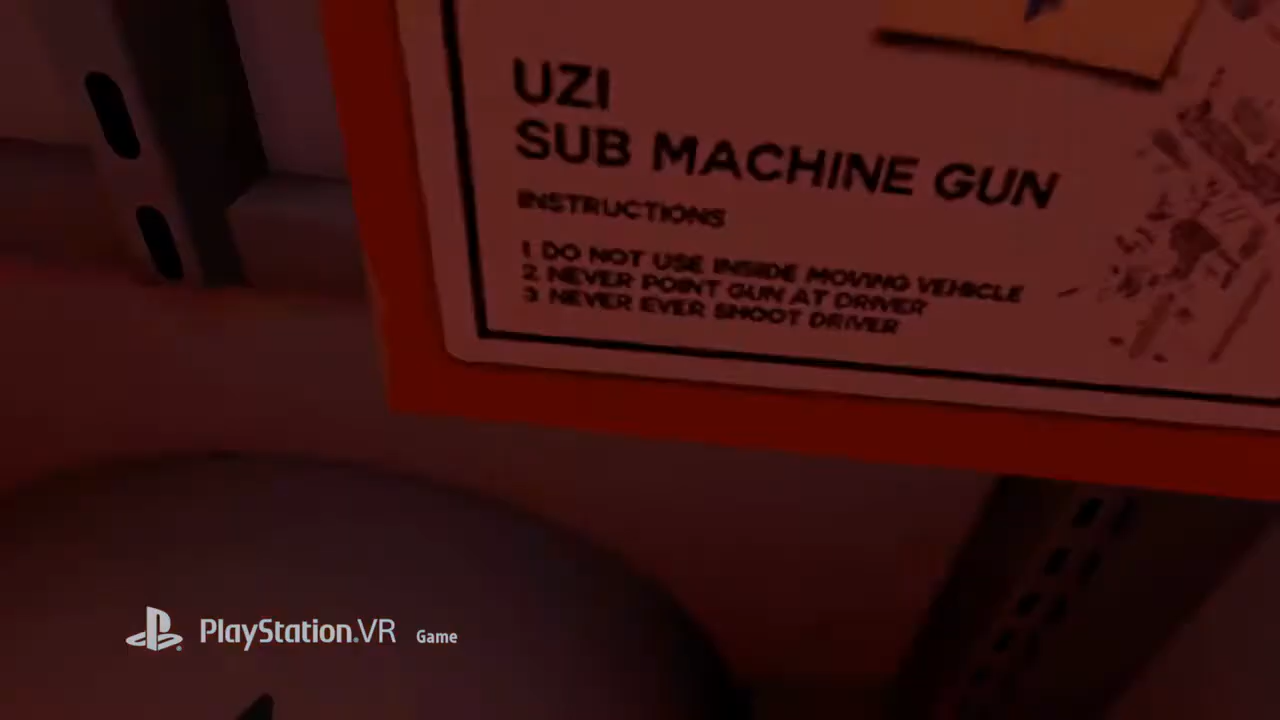 UZI
SUB MACHINE GUN
INSTRUCTIONS
1 DO NOT USE INSIDE MOVING VEHICLE
2 NEVER POINT GUN AT DRIVER
3 NEVER EVER SHOOT DRIVER
PlayStation.VR Game